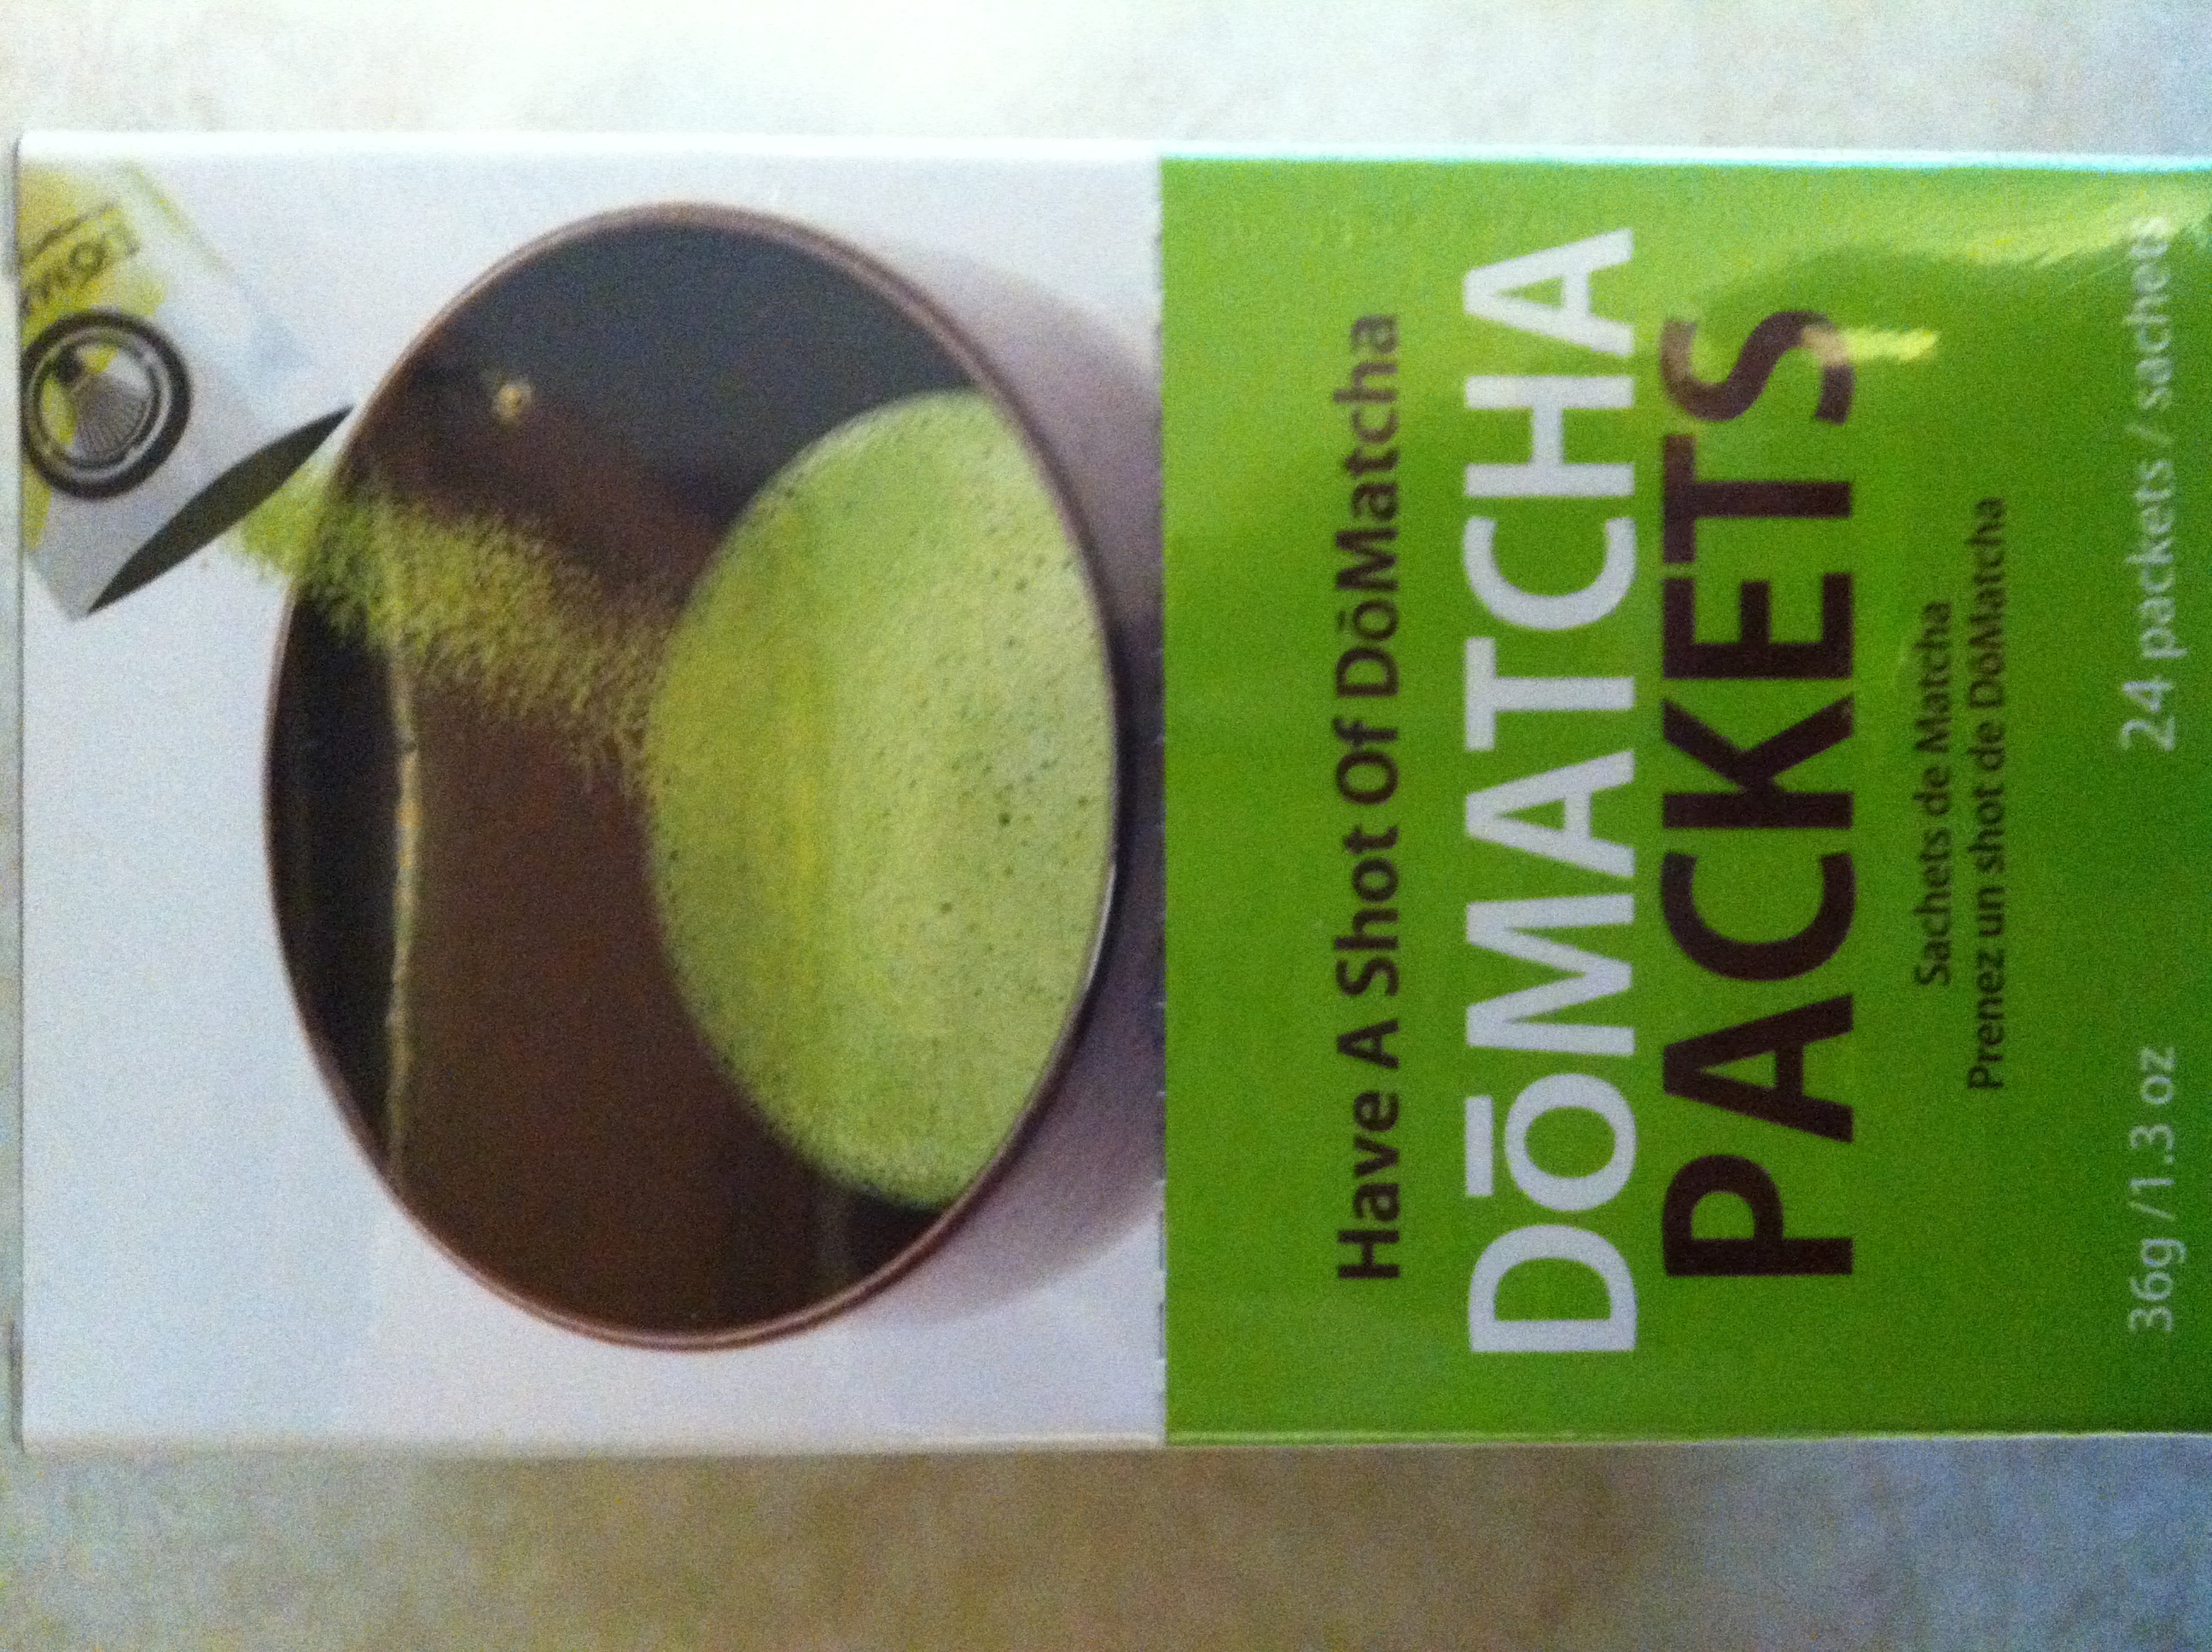 Have A Shot Of DōMatcha
DŌMATCHA
PACKETS
Sachets de Matcha
Prenez un shot de DōMatcha
36g /1.3 oz 24 packets / sachets